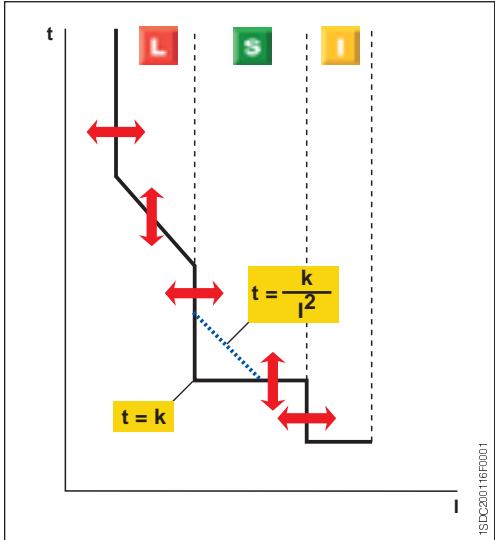 t
L
S
I
t = k
I2
t = k
I
1SDC200116F0001